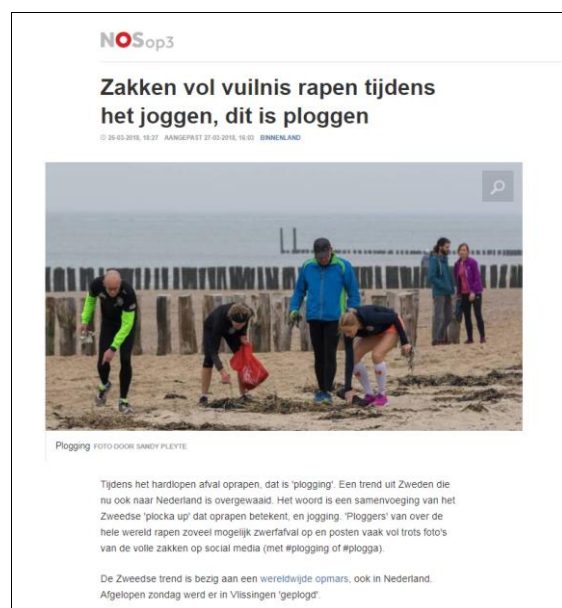 NOSop3
Zakken vol vuilnis rapen tijdens
het joggen, dit is ploggen
26-03-2018, 18:27 AANGEPAST 27-03-2018, 16:03 BINNENLAND
Plogging FOTO DOOR SANDY PLEYTE
Tijdens het hardlopen afval oprapen, dat is 'plogging'. Een trend uit Zweden die
nu ook naar Nederland is overgewaaid. Het woord is een samenvoeging van het
Zweedse 'plocka up' dat oprapen betekent, en jogging. 'Ploggers' van over de
hele wereld rapen zoveel mogelijk zwerfafval op en posten vaak vol trots foto's
van de volle zakken op social media (met #plogging of #plogga).
De Zweedse trend is bezig aan een wereldwijde opmars, ook in Nederland.
Afgelopen zondag werd er in Vlissingen 'geplogd'.